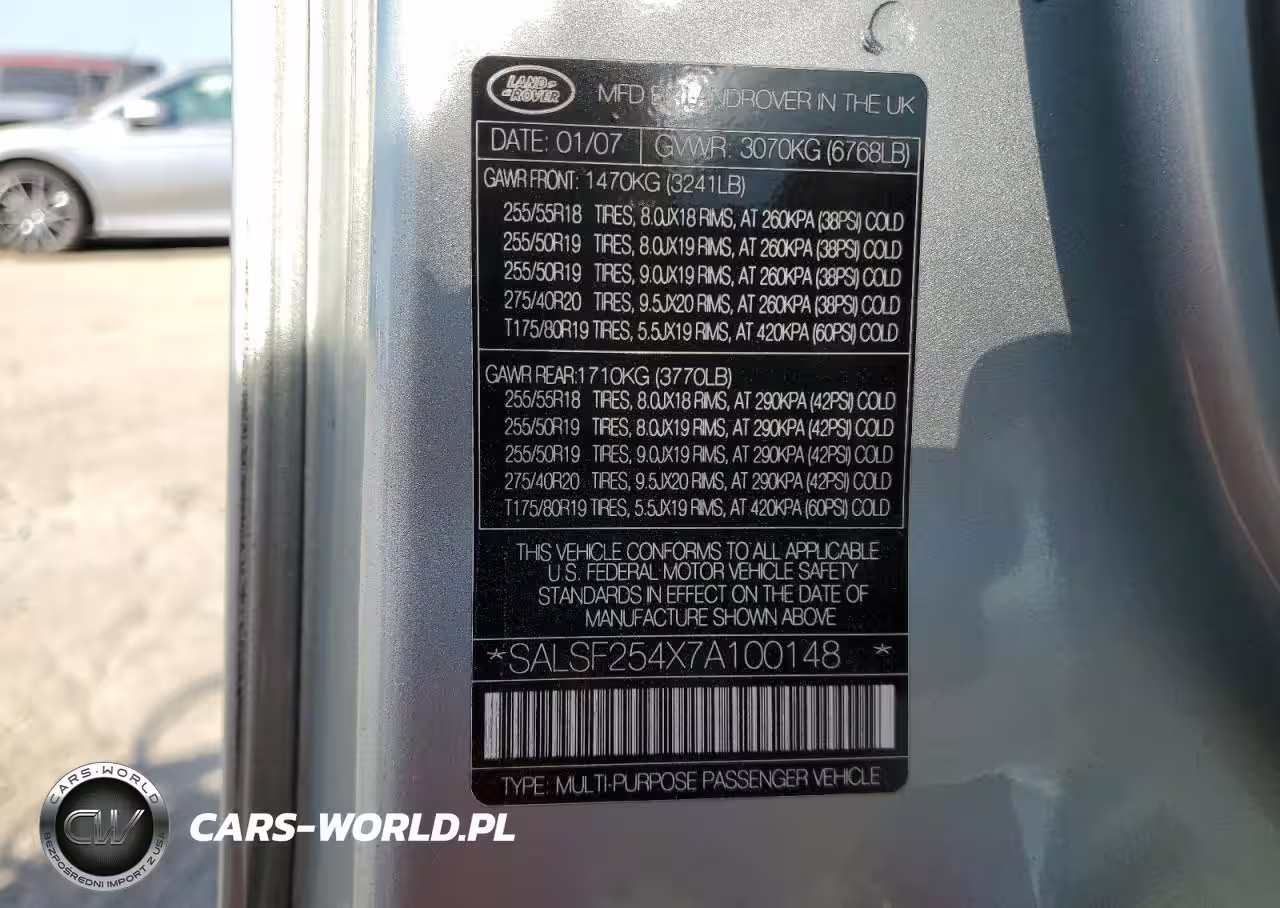 LAND-
-ROVER
MFD LANDROVER IN THE UK
DATE: 01/07
GVWR: 3070KG (6768LB)
GAWR FRONT: 1470KG (3241LB)
255/55R18 TIRES, 8.0JX18 RIMS, AT 260KPA (38PSI) COLD
255/50R19 TIRES, 8.0JX19 RIMS, AT 260KPA (38PSI) COLD
255/50R19 TIRES, 9.0JX19 RIMS, AT 260KPA (38PSI) COLD
275/40R20 TIRES, 9.5JX20 RIMS, AT 260KPA (38PSI) COLD
T175/80R19 TIRES, 5.5JX19 RIMS, AT 420KPA (60PSI) COLD
GAWR REAR:1710KG (3770LB)
255/55R18 TIRES, 8.0JX18 RIMS, AT 290KPA (42PSI) COLD
255/50R19 TIRES, 8.0JX19 RIMS, AT 290KPA (42PSI) COLD
255/50R19 TIRES, 9.0JX19 RIMS, AT 290KPA (42PSI) COLD
275/40R20 TIRES, 9.5JX20 RIMS, AT 290KPA (42PSI) COLD
T175/80R19 TIRES, 5.5JX19 RIMS, AT 420KPA (60PSI) COLD
THIS VEHICLE CONFORMS TO ALL APPLICABLE
U.S. FEDERAL MOTOR VEHICLE SAFETY
STANDARDS IN EFFECT ON THE DATE OF
MANUFACTURE SHOWN ABOVE
*SALSF254X7A100148 *
TYPE: MULTI-PURPOSE PASSENGER VEHICLE
CARS-WORLD
CW
BEZPOŚREDNI IMPORT Z USA
CARS-WORLD.PL